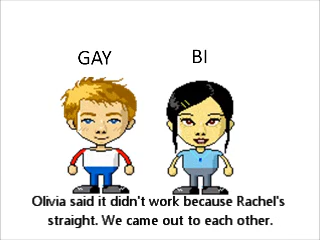 GAY BI
Olivia said it didn't work because Rachel's
straight. We came out to each other.